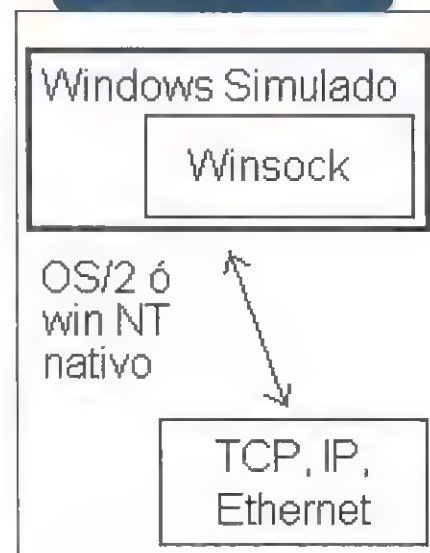 Windows Simulado
Winsock
OS/2 ó
win NT
nativo
TCP, IP,
Ethernet